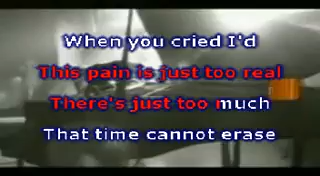 When you cried I'd
This pain is just too real
There's just too much
That time cannot erase